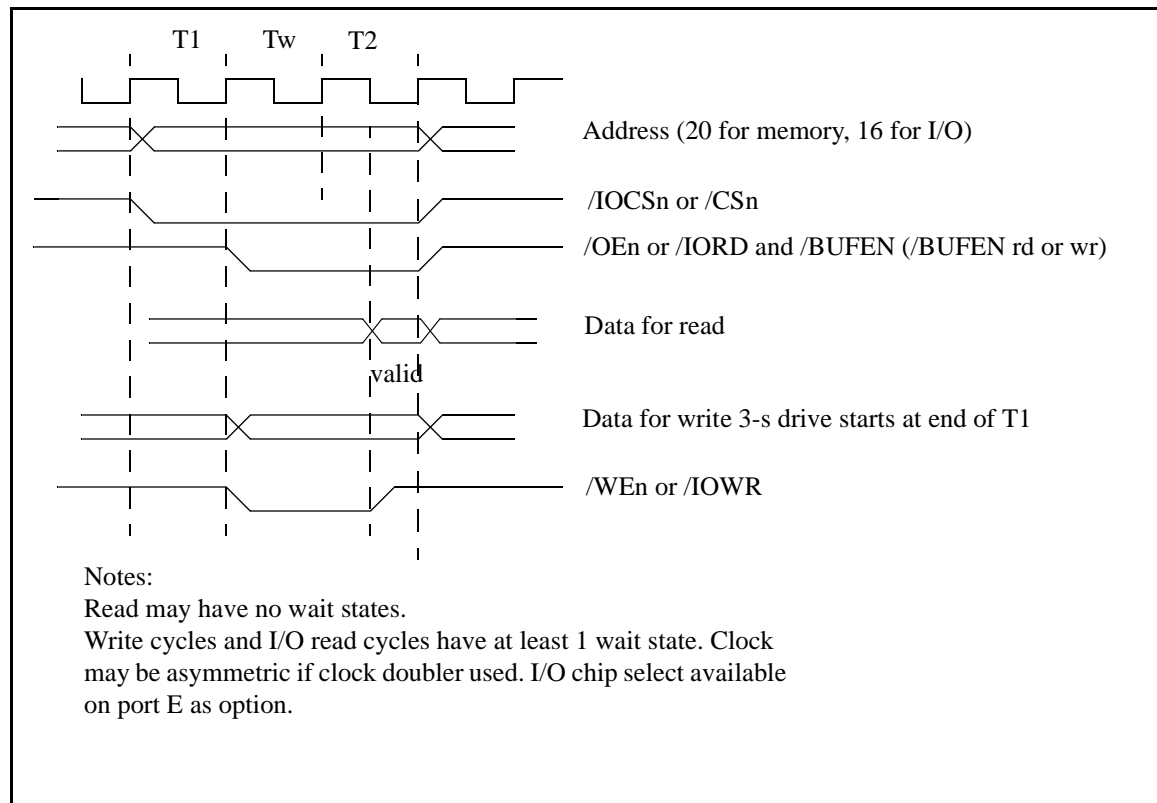 T1 Tw T2
Address (20 for memory, 16 for I/O)
/IOCSn or /CSn
/OEn or /IORD and /BUFEN (/BUFEN rd or wr)
Data for read
valid
Data for write 3-s drive starts at end of T1
/WEn or /IOWR
Notes:
Read may have no wait states.
Write cycles and I/O read cycles have at least 1 wait state. Clock
may be asymmetric if clock doubler used. I/O chip select available
on port E as option.